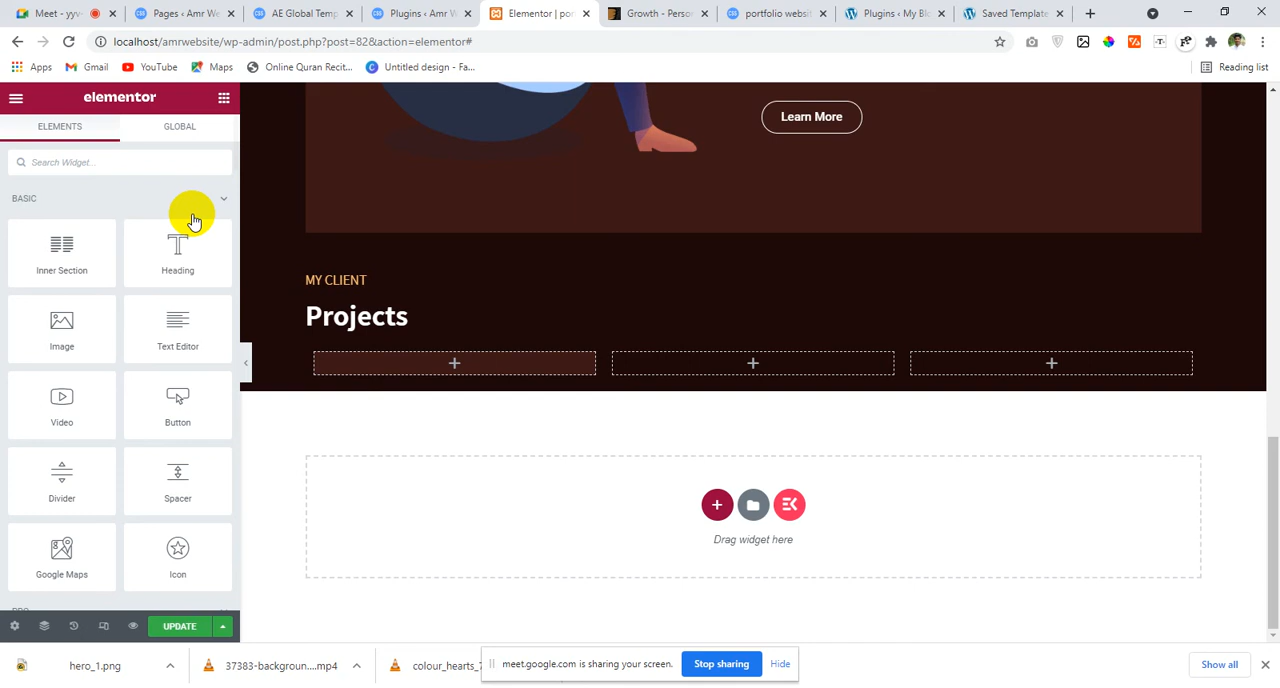 Meet - yyv-
Pages ‹ Amr We
AE Global Temp
Plugins ‹ Amr W
Elementor | por
Growth - Person
portfolio websit
Plugins ‹ My Blo
Saved Template
localhost/amrwebsite/wp-admin/post.php?post=82&action=elementor#
Apps
Gmail
YouTube
Maps
Online Quran Recit...
Untitled design - Fa...
Reading list
elementor
ELEMENTS
GLOBAL
Search Widget...
BASIC
Inner Section
Heading
Image
Text Editor
Video
Button
Divider
Spacer
Google Maps
Icon
UPDATE
Learn More
MY CLIENT
Projects
Drag widget here
hero_1.png
37383-backgroun....mp4
colour_hearts_7
meet.google.com is sharing your screen.
Stop sharing
Hide
Show all